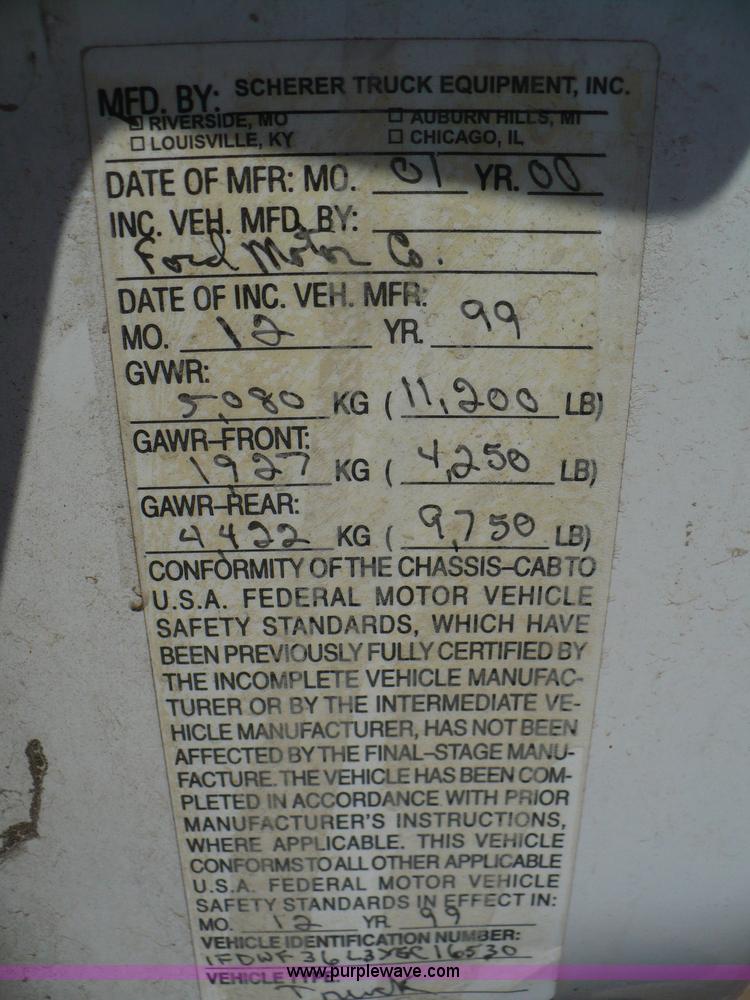 MFD. BY: SCHERER TRUCK EQUIPMENT, INC.
☑ RIVERSIDE, MO ☐ AUBURN HILLS, MI
☐ LOUISVILLE, KY ☐ CHICAGO, IL
DATE OF MFR: MO. 01 YR. 00
INC. VEH. MFD. BY:
Ford Motor Co.
DATE OF INC. VEH. MFR:
MO. 12 YR. 99
GVWR:
5,080 KG ( 11,200 LB)
GAWR-FRONT:
1927 KG ( 4,250 LB)
GAWR-REAR:
4,422 KG ( 9,750 LB)
CONFORMITY OF THE CHASSIS-CAB TO
U.S.A. FEDERAL MOTOR VEHICLE
SAFETY STANDARDS, WHICH HAVE
BEEN PREVIOUSLY FULLY CERTIFIED BY
THE INCOMPLETE VEHICLE MANUFAC-
TURER OR BY THE INTERMEDIATE VE-
HICLE MANUFACTURER, HAS NOT BEEN
AFFECTED BY THE FINAL-STAGE MANU-
FACTURE. THE VEHICLE HAS BEEN COM-
PLETED IN ACCORDANCE WITH PRIOR
MANUFACTURER'S INSTRUCTIONS,
WHERE APPLICABLE. THIS VEHICLE
CONFORMS TO ALL OTHER APPLICABLE
U.S.A. FEDERAL MOTOR VEHICLE
SAFETY STANDARDS IN EFFECT IN:
MO. 12 YR. 99
VEHICLE IDENTIFICATION NUMBER:
VEHICLE TYPE:
Truck
www.purplewave.com